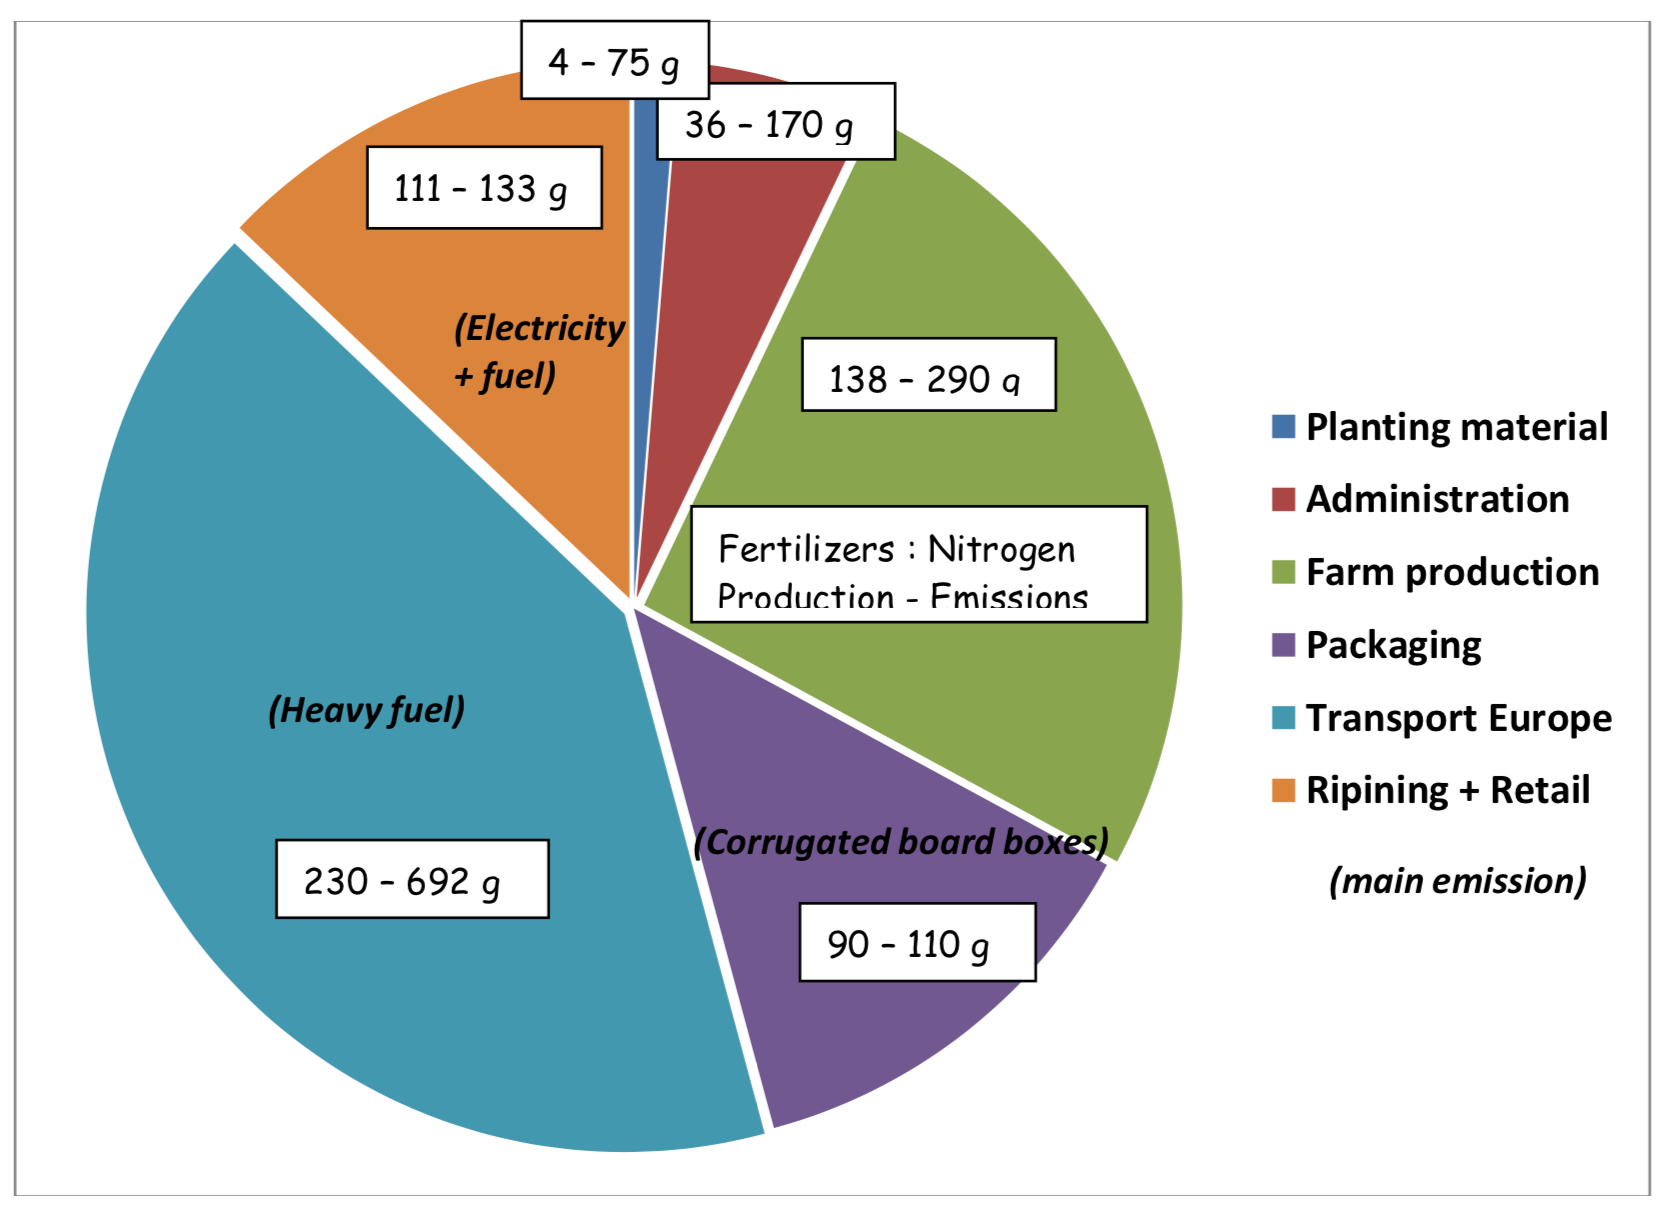 4 – 75 g
36 – 170 g
111 – 133 g
(Electricity
+ fuel)
138 – 290 g
Fertilizers : Nitrogen
Production - Emissions
(Heavy fuel)
230 – 692 g
(Corrugated board boxes)
90 – 110 g
Planting material
Administration
Farm production
Packaging
Transport Europe
Ripining + Retail
(main emission)